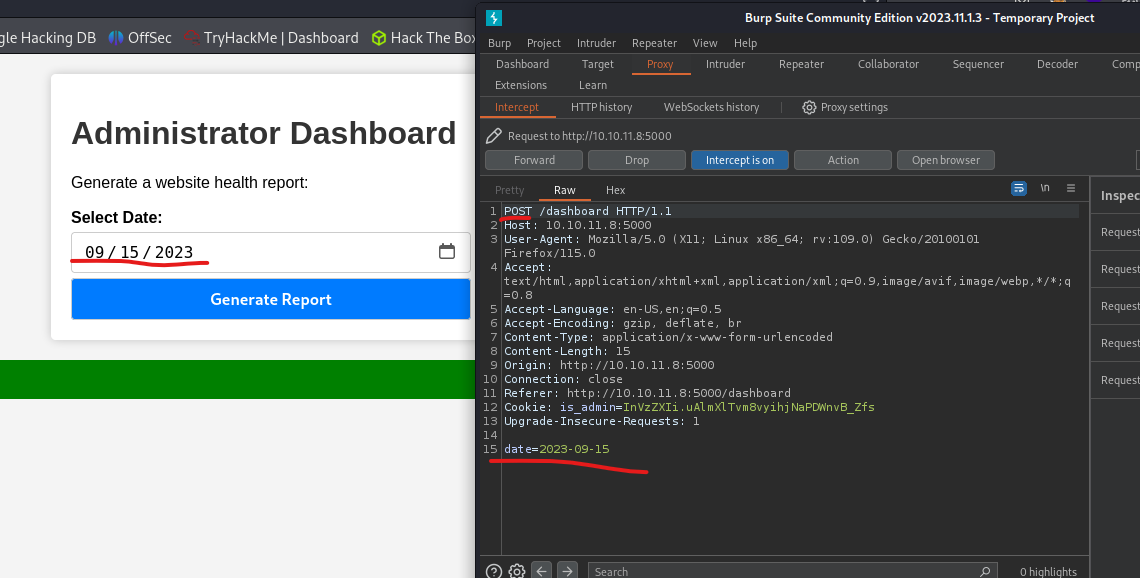 gle Hacking DB OffSec TryHackMe | Dashboard Hack The Box
Administrator Dashboard
Generate a website health report:
Select Date:
09/15/2023
Generate Report
Burp Suite Community Edition v2023.11.1.3 - Temporary Project
Burp Project Intruder Repeater View Help
Dashboard Target Proxy Intruder Repeater Collaborator Sequencer Decoder Comp
Extensions Learn
Intercept HTTP history WebSockets history Proxy settings
Request to http://10.10.11.8:5000
Forward Drop Intercept is on Action Open browser
Pretty Raw Hex \n
Inspec
Request
Request
Request
Request
Request
1 POST /dashboard HTTP/1.1
2 Host: 10.10.11.8:5000
3 User-Agent: Mozilla/5.0 (X11; Linux x86_64; rv:109.0) Gecko/20100101
Firefox/115.0
4 Accept:
text/html,application/xhtml+xml,application/xml;q=0.9,image/avif,image/webp,*/*;q
=0.8
5 Accept-Language: en-US,en;q=0.5
6 Accept-Encoding: gzip, deflate, br
7 Content-Type: application/x-www-form-urlencoded
8 Content-Length: 15
9 Origin: http://10.10.11.8:5000
10 Connection: close
11 Referer: http://10.10.11.8:5000/dashboard
12 Cookie: is_admin=InVzZXIi.uAlmXlTvm8vyihjNaPDWnvB_Zfs
13 Upgrade-Insecure-Requests: 1
14
15 date=2023-09-15
Search
0 highlights